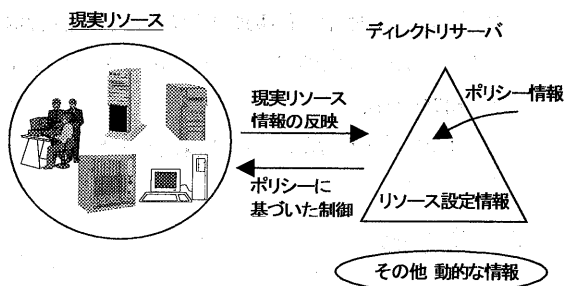 現実リソース
ディレクトリサーバ
現実リソース
情報の反映
ポリシー情報
ポリシーに
基づいた制御
リソース設定情報
その他 動的な情報